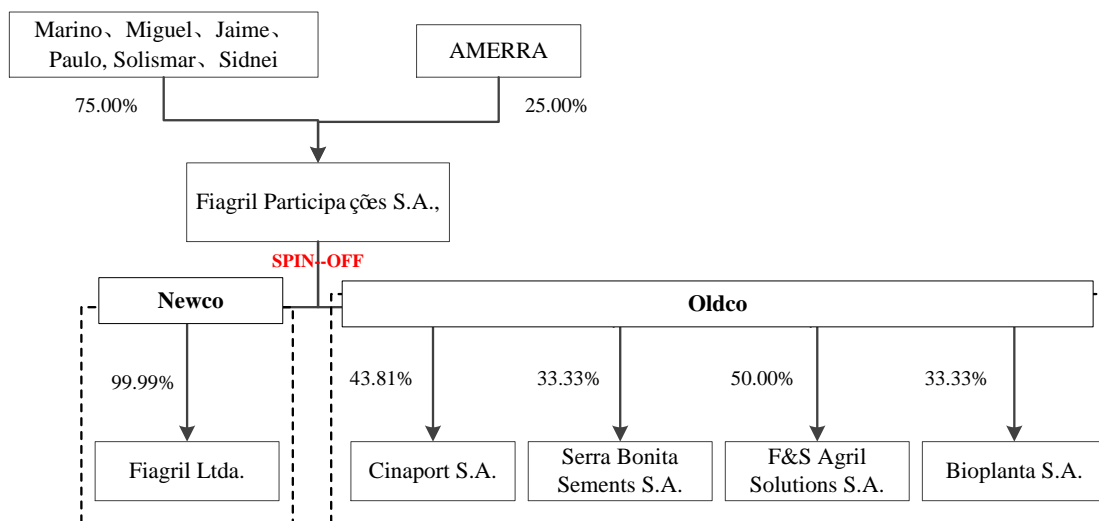 Marino、Miguel、Jaime、
Paulo, Solismar、Sidnei
AMERRA
75.00%
25.00%
Fiagril Participações S.A.,
SPIN--OFF
Newco
Oldco
99.99%
43.81%
33.33%
50.00%
33.33%
Fiagril Ltda.
Cinaport S.A.
Serra Bonita
Sements S.A.
F&S Agril
Solutions S.A.
Bioplanta S.A.